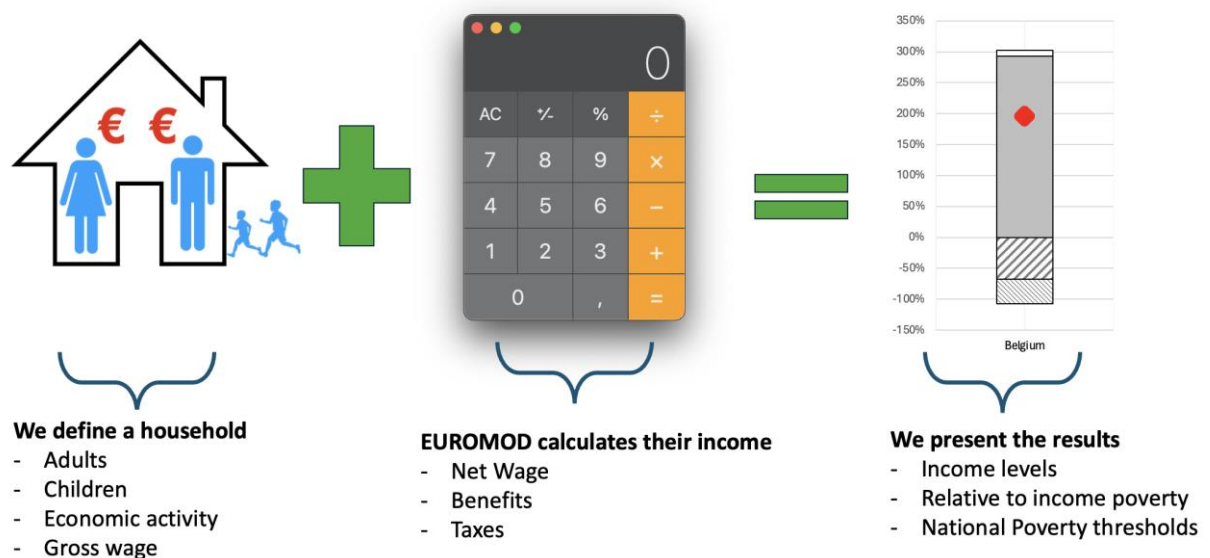 € €
0
AC ⁺∕₋ % ÷
7 8 9 ×
4 5 6 −
1 2 3 +
0 , =
350%
300%
250%
200%
150%
100%
50%
0%
-50%
-100%
-150%
Belgium
We define a household
- Adults
- Children
- Economic activity
- Gross wage
EUROMOD calculates their income
- Net Wage
- Benefits
- Taxes
We present the results
- Income levels
- Relative to income poverty
- National Poverty thresholds